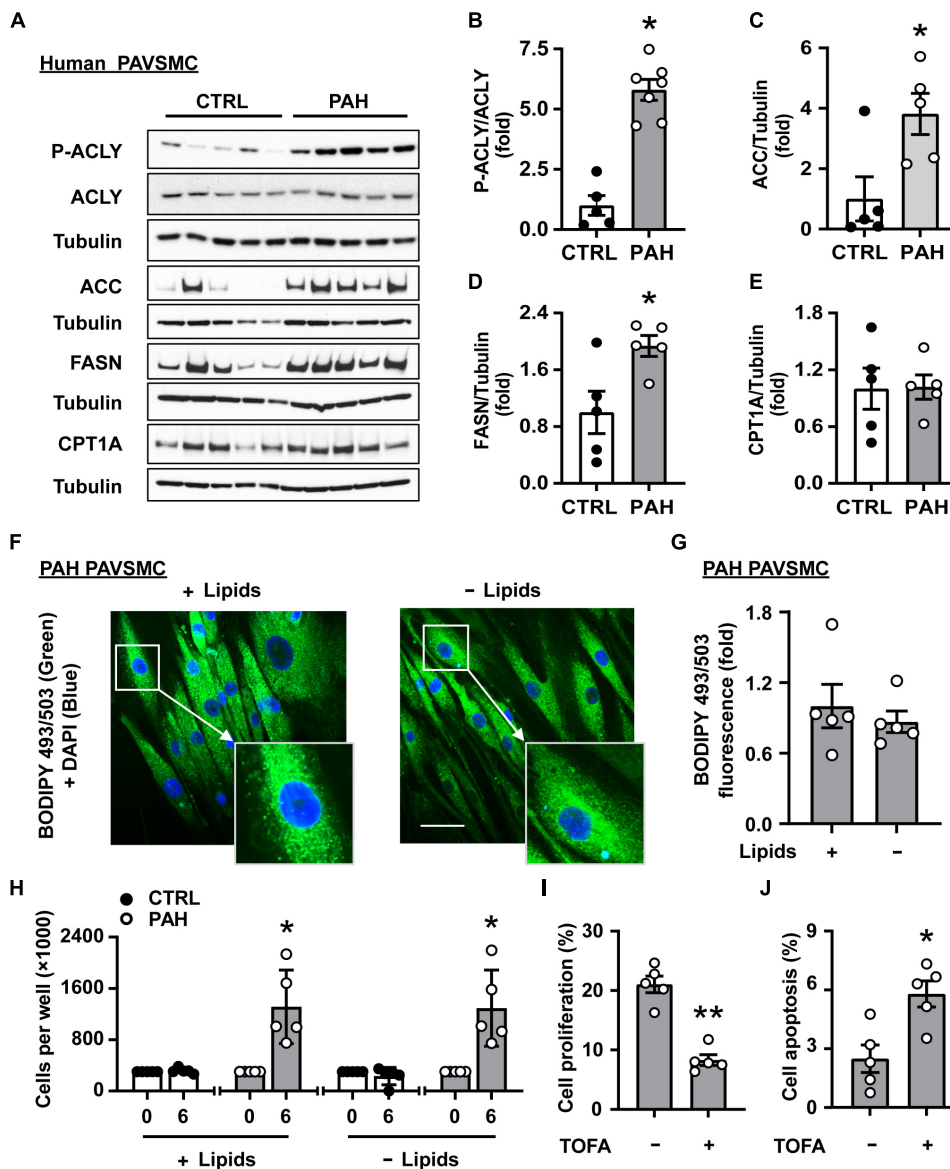 A
Human PAVSMC
CTRL PAH
P-ACLY
ACLY
Tubulin
ACC
Tubulin
FASN
Tubulin
CPT1A
Tubulin
B
P-ACLY/ACLY
(fold)
7.5
5.0
2.5
0.0
*
CTRL PAH
C
ACC/Tubulin
(fold)
6
4
2
0
*
CTRL PAH
D
FASN/Tubulin
(fold)
2.4
1.6
0.8
0.0
*
CTRL PAH
E
CPT1A/Tubulin
(fold)
1.8
1.2
0.6
0.0
CTRL PAH
F
PAH PAVSMC
+ Lipids − Lipids
BODIPY 493/503 (Green)
+ DAPI (Blue)
G
PAH PAVSMC
BODIPY 493/503
fluorescence (fold)
1.8
1.2
0.6
0.0
Lipids + −
H
CTRL
PAH
Cells per well (×1000)
2400
1600
800
0
* *
0 6 0 6 0 6 0 6
+ Lipids − Lipids
I
Cell proliferation (%)
30
20
10
0
**
TOFA − +
J
Cell apoptosis (%)
9
6
3
0
*
TOFA − +